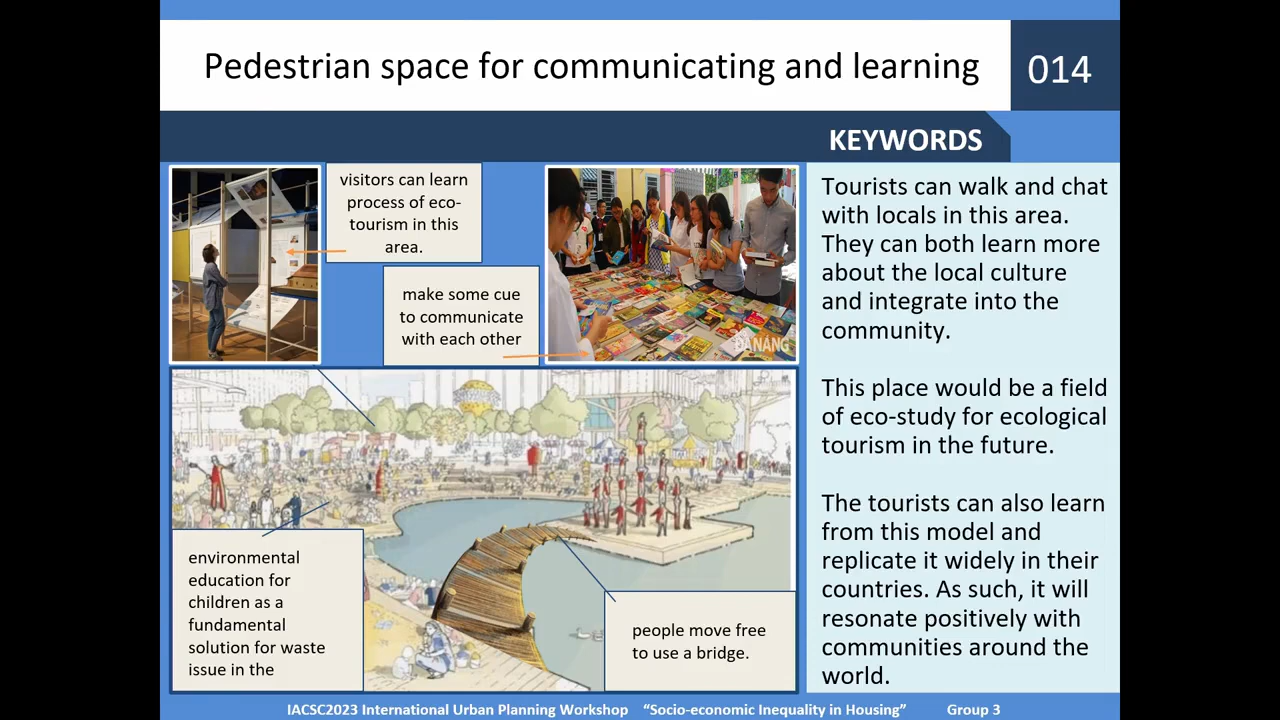 Pedestrian space for communicating and learning
014
KEYWORDS
visitors can learn
process of eco-
tourism in this
area.
make some cue
to communicate
with each other
DANANG
environmental
education for
children as a
fundamental
solution for waste
issue in the
people move free
to use a bridge.
Tourists can walk and chat
with locals in this area.
They can both learn more
about the local culture
and integrate into the
community.
This place would be a field
of eco-study for ecological
tourism in the future.
The tourists can also learn
from this model and
replicate it widely in their
countries. As such, it will
resonate positively with
communities around the
world.
IACSC2023 International Urban Planning Workshop “Socio-economic Inequality in Housing” Group 3